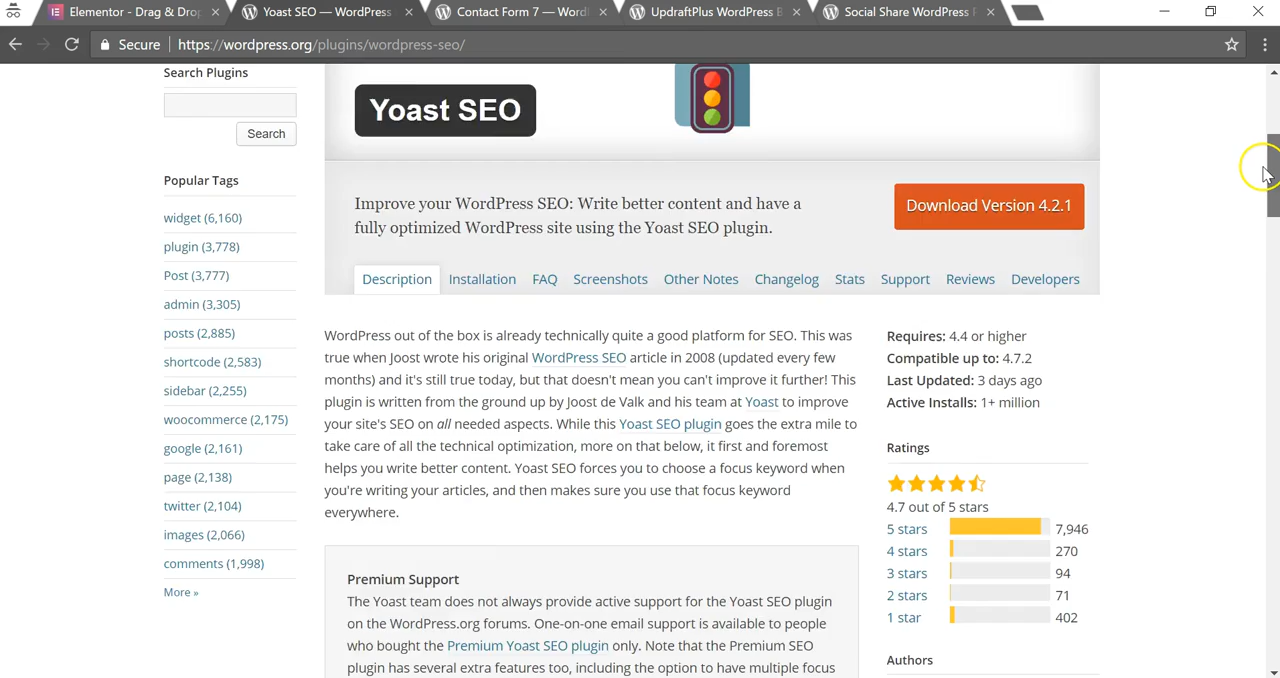 Elementor - Drag & Drop
Yoast SEO — WordPress
Contact Form 7 — Word
UpdraftPlus WordPress B
Social Share WordPress
Secure
https://wordpress.org/plugins/wordpress-seo/
Search Plugins
Search
Popular Tags
widget (6,160)
plugin (3,778)
Post (3,777)
admin (3,305)
posts (2,885)
shortcode (2,583)
sidebar (2,255)
woocommerce (2,175)
google (2,161)
page (2,138)
twitter (2,104)
images (2,066)
comments (1,998)
More »
Yoast SEO
Improve your WordPress SEO: Write better content and have a
fully optimized WordPress site using the Yoast SEO plugin.
Download Version 4.2.1
Description Installation FAQ Screenshots Other Notes Changelog Stats Support Reviews Developers
WordPress out of the box is already technically quite a good platform for SEO. This was
true when Joost wrote his original WordPress SEO article in 2008 (updated every few
months) and it's still true today, but that doesn't mean you can't improve it further! This
plugin is written from the ground up by Joost de Valk and his team at Yoast to improve
your site's SEO on all needed aspects. While this Yoast SEO plugin goes the extra mile to
take care of all the technical optimization, more on that below, it first and foremost
helps you write better content. Yoast SEO forces you to choose a focus keyword when
you're writing your articles, and then makes sure you use that focus keyword
everywhere.
Premium Support
The Yoast team does not always provide active support for the Yoast SEO plugin
on the WordPress.org forums. One-on-one email support is available to people
who bought the Premium Yoast SEO plugin only. Note that the Premium SEO
plugin has several extra features too, including the option to have multiple focus
Requires: 4.4 or higher
Compatible up to: 4.7.2
Last Updated: 3 days ago
Active Installs: 1+ million
Ratings
4.7 out of 5 stars
5 stars 7,946
4 stars 270
3 stars 94
2 stars 71
1 star 402
Authors